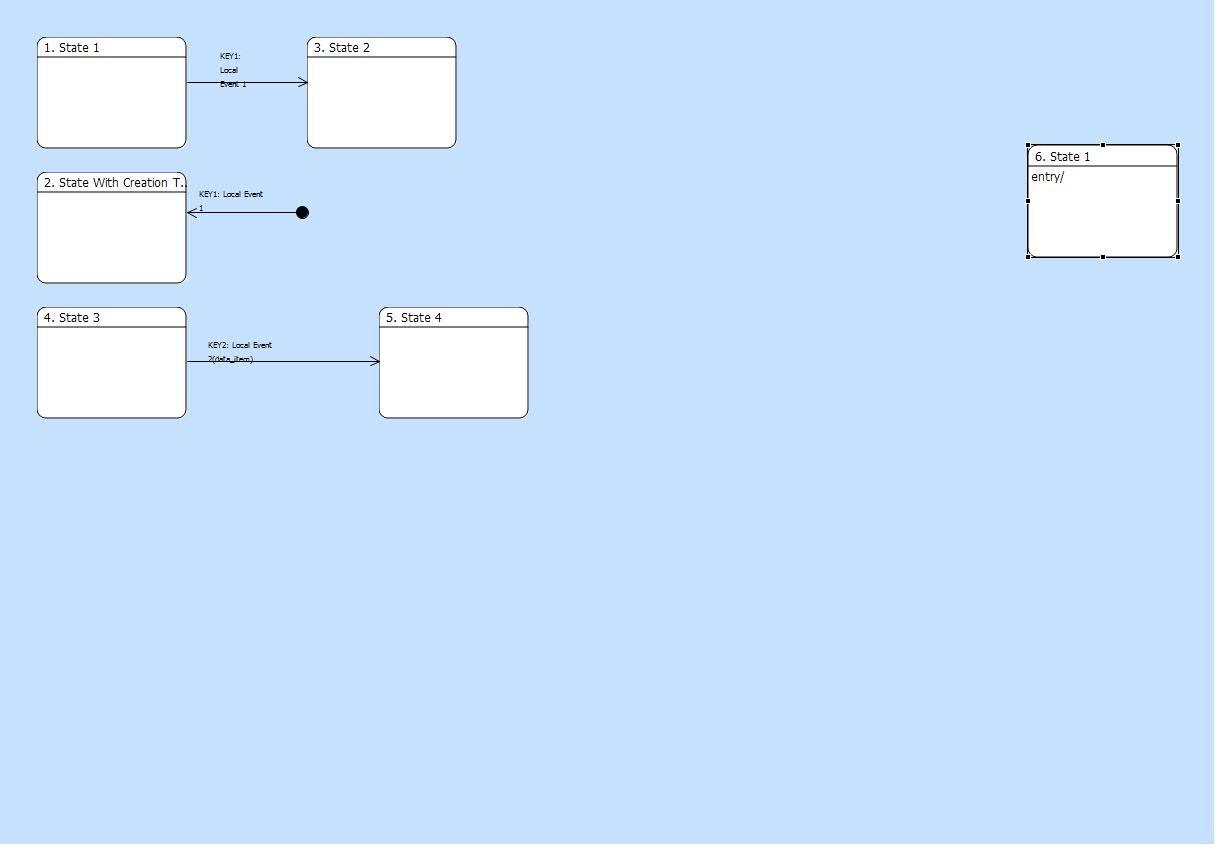 1. State 1
KEY1:
Local
Event 1
3. State 2
2. State With Creation T..
KEY1: Local Event
1
6. State 1
entry/
4. State 3
KEY2: Local Event
2(data_item)
5. State 4